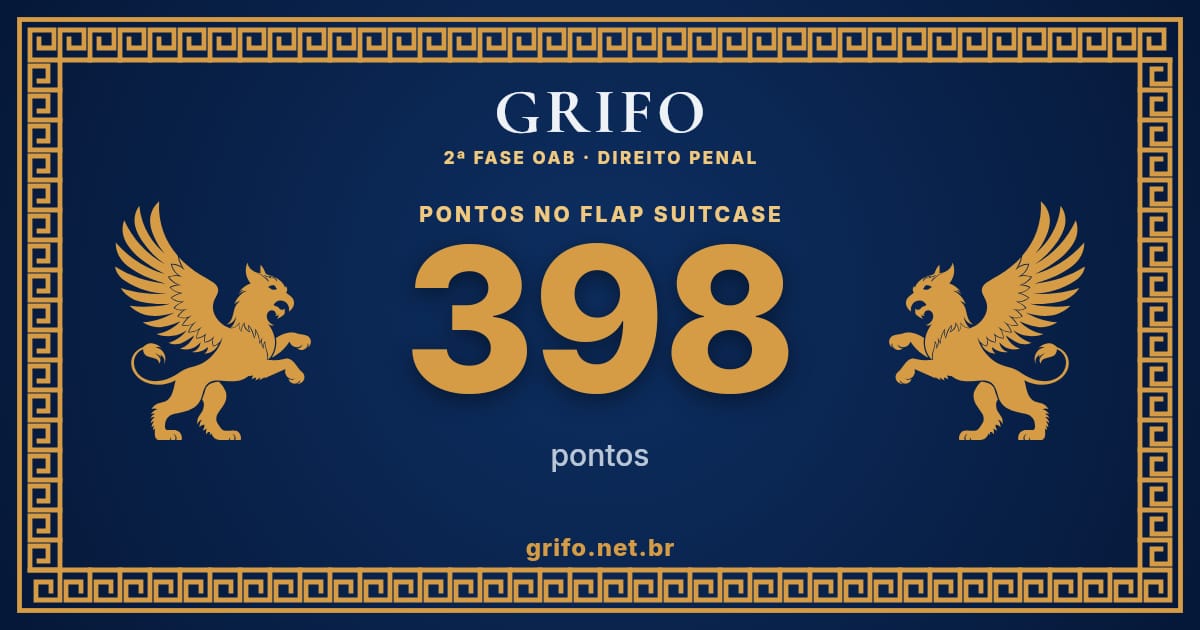 GRIFO
2ª FASE OAB · DIREITO PENAL
PONTOS NO FLAP SUITCASE
398
pontos
grifo.net.br